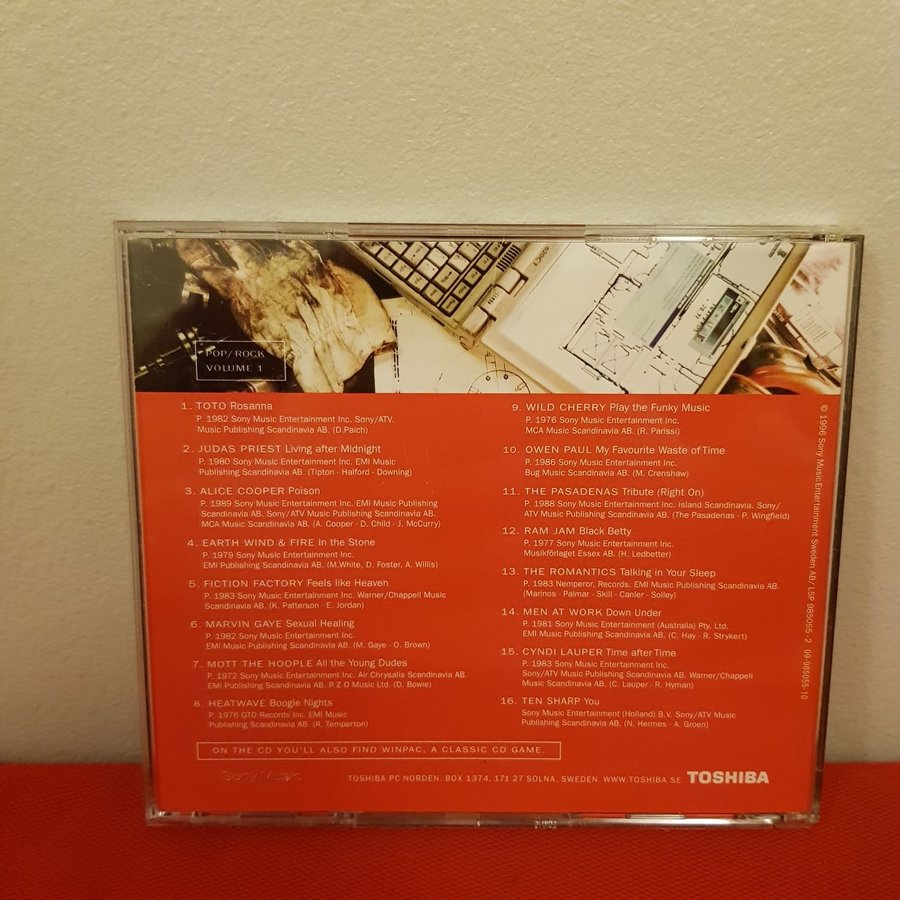 POP/ROCK
VOLUME 1
1. TOTO Rosanna
P. 1982 Sony Music Entertainment Inc. Sony/ATV.
Music Publishing Scandinavia AB. (D.Paich)
2. JUDAS PRIEST Living after Midnight
P. 1980 Sony Music Entertainment Inc. EMI Music
Publishing Scandinavia AB. (Tipton - Halford - Downing)
3. ALICE COOPER Poison
P. 1989 Sony Music Entertainment Inc. EMI Music Publishing
Scandinavia AB. Sony/ATV Music Publishing Scandinavia AB.
MCA Music Scandinavia AB. (A. Cooper - D. Child - J. McCurry)
4. EARTH WIND & FIRE In the Stone
P. 1979 Sony Music Entertainment Inc.
EMI Publishing Scandinavia AB. (M.White, D. Foster, A. Willis)
5. FICTION FACTORY Feels like Heaven
P. 1983 Sony Music Entertainment Inc. Warner/Chappell Music
Scandinavia AB. (K. Patterson - E. Jordan)
6. MARVIN GAYE Sexual Healing
P. 1982 Sony Music Entertainment Inc.
EMI Music Publishing Scandinavia AB. (M. Gaye - O. Brown)
7. MOTT THE HOOPLE All the Young Dudes
P. 1972 Sony Music Entertainment Inc. Air Chrysalis Scandinavia AB.
EMI Publishing Scandinavia AB. R Z O Music Ltd. (D. Bowie)
8. HEATWAVE Boogie Nights
P. 1976 GTO Records Inc. EMI Music
Publishing Scandinavia AB. (R. Temperton)
9. WILD CHERRY Play the Funky Music
P. 1976 Sony Music Entertainment Inc.
MCA Music Scandinavia AB. (R. Parissi)
10. OWEN PAUL My Favourite Waste of Time
P. 1986 Sony Music Entertainment Inc.
Bug Music Scandinavia AB. (M. Crenshaw)
11. THE PASADENAS Tribute (Right On)
P. 1988 Sony Music Entertainment Inc. Island Scandinavia. Sony/
ATV Music Publishing Scandinavia AB. (The Pasadenas - P. Wingfield)
12. RAM JAM Black Betty
P. 1977 Sony Music Entertainment Inc.
Musikförlaget Essex AB. (H. Ledbetter)
13. THE ROMANTICS Talking in Your Sleep
P. 1983 Nemperor, Records. EMI Music Publishing Scandinavia AB.
(Marinos - Palmar - Skill - Canler - Solley)
14. MEN AT WORK Down Under
P. 1981 Sony Music Entertainment (Australia) Pty. Ltd.
EMI Music Publishing Scandinavia AB. (C. Hay - R. Strykert)
15. CYNDI LAUPER Time after Time
P. 1983 Sony Music Entertainment Inc.
Sony/ATV Music Publishing Scandinavia AB. Warner/Chappell
Music Scandinavia AB. (C. Lauper - R. Hyman)
16. TEN SHARP You
Sony Music Entertainment (Holland) B.V. Sony/ATV Music
Publishing Scandinavia AB. (N. Hermes - A. Groen)
© 1996 Sony Music Entertainment Sweden AB/ LSP 985055 2 09-985055-10
ON THE CD YOU'LL ALSO FIND WINPAC, A CLASSIC CD GAME.
Sony Music
TOSHIBA PC NORDEN. BOX 1374, 171 27 SOLNA. SWEDEN. WWW.TOSHIBA.SE TOSHIBA